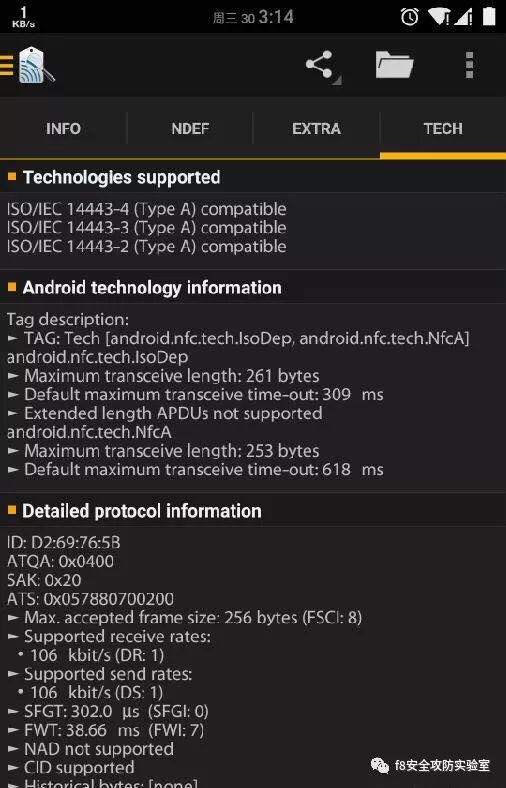 1
KB/s
周三 30 3:14
INFO
NDEF
EXTRA
TECH
Technologies supported
ISO/IEC 14443-4 (Type A) compatible
ISO/IEC 14443-3 (Type A) compatible
ISO/IEC 14443-2 (Type A) compatible
Android technology information
Tag description:
► TAG: Tech [android.nfc.tech.IsoDep, android.nfc.tech.NfcA]
android.nfc.tech.IsoDep
► Maximum transceive length: 261 bytes
► Default maximum transceive time-out: 309 ms
► Extended length APDUs not supported
android.nfc.tech.NfcA
► Maximum transceive length: 253 bytes
► Default maximum transceive time-out: 618 ms
Detailed protocol information
ID: D2:69:76:5B
ATQA: 0x0400
SAK: 0x20
ATS: 0x057880700200
► Max. accepted frame size: 256 bytes (FSCI: 8)
► Supported receive rates:
• 106 kbit/s (DR: 1)
► Supported send rates:
• 106 kbit/s (DS: 1)
► SFGT: 302.0 µs (SFGI: 0)
► FWT: 38.66 ms (FWI: 7)
► NAD not supported
► CID supported
► Historical bytes: [none]
f8安全攻防实验室